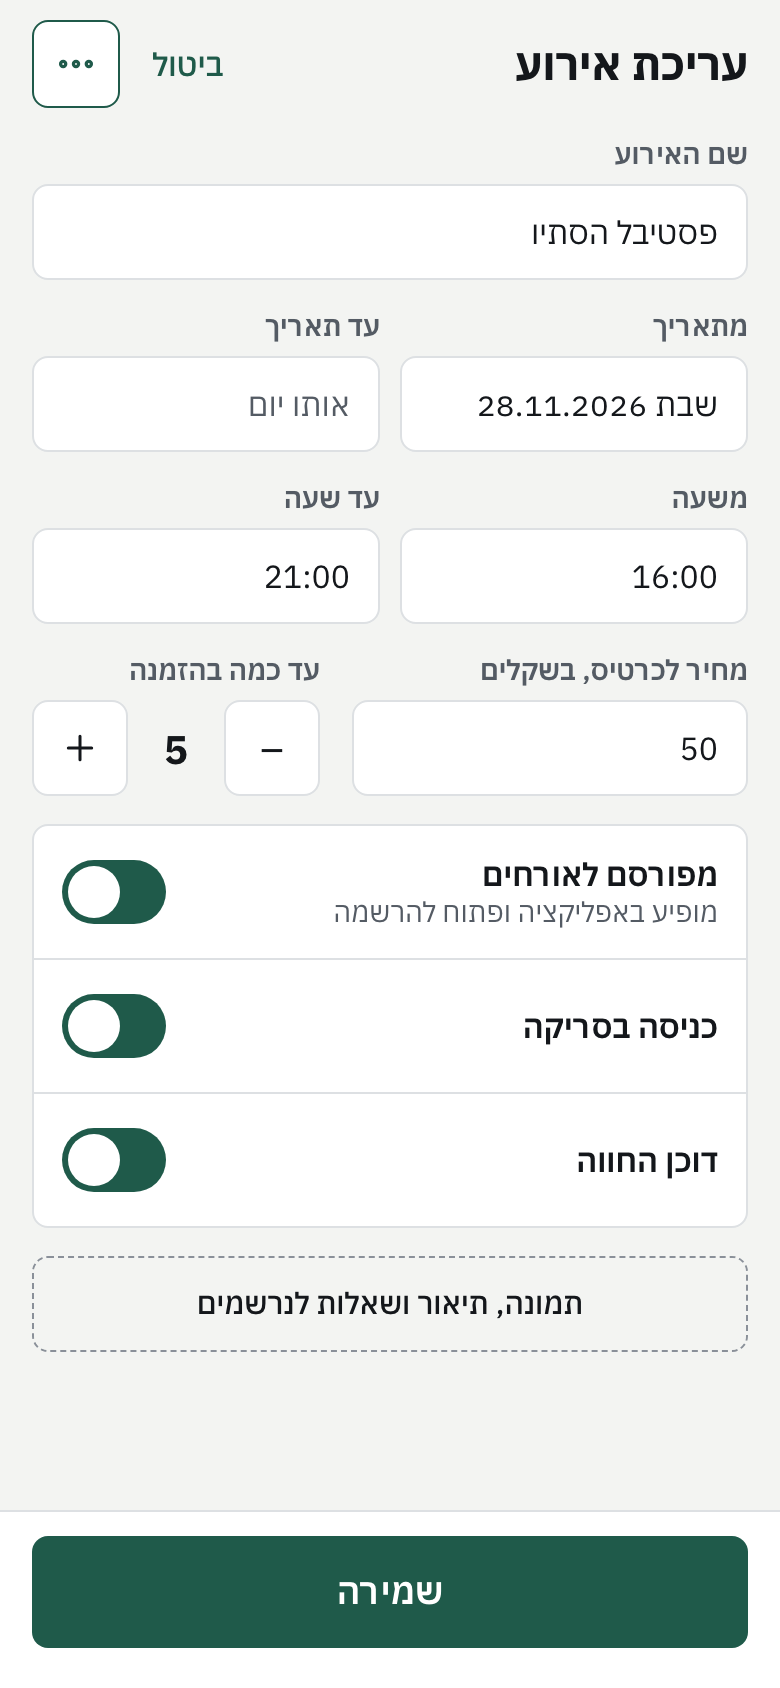 עריכת אירוע
ביטול
שם האירוע
פסטיבל הסתיו
מתאריך
עד תאריך
שבת 28.11.2026
אותו יום
משעה
עד שעה
16:00
21:00
מחיר לכרטיס, בשקלים
עד כמה בהזמנה
50
− 5 +
מפורסם לאורחים
מופיע באפליקציה ופתוח להרשמה
כניסה בסריקה
דוכן החווה
תמונה, תיאור ושאלות לנרשמים
שמירה